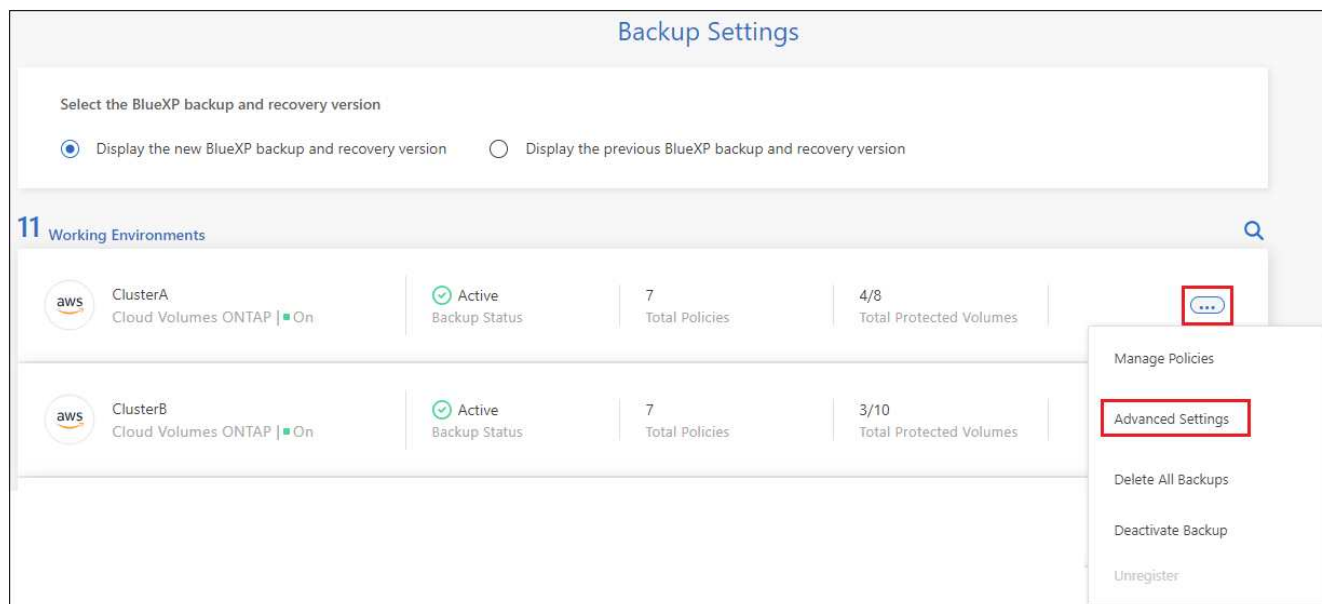 Backup Settings
Select the BlueXP backup and recovery version
Display the new BlueXP backup and recovery version
Display the previous BlueXP backup and recovery version
11 Working Environments
aws
ClusterA
Cloud Volumes ONTAP | On
Active
Backup Status
7
Total Policies
4/8
Total Protected Volumes
...
aws
ClusterB
Cloud Volumes ONTAP | On
Active
Backup Status
7
Total Policies
3/10
Total Protected Volumes
Manage Policies
Advanced Settings
Delete All Backups
Deactivate Backup
Unregister